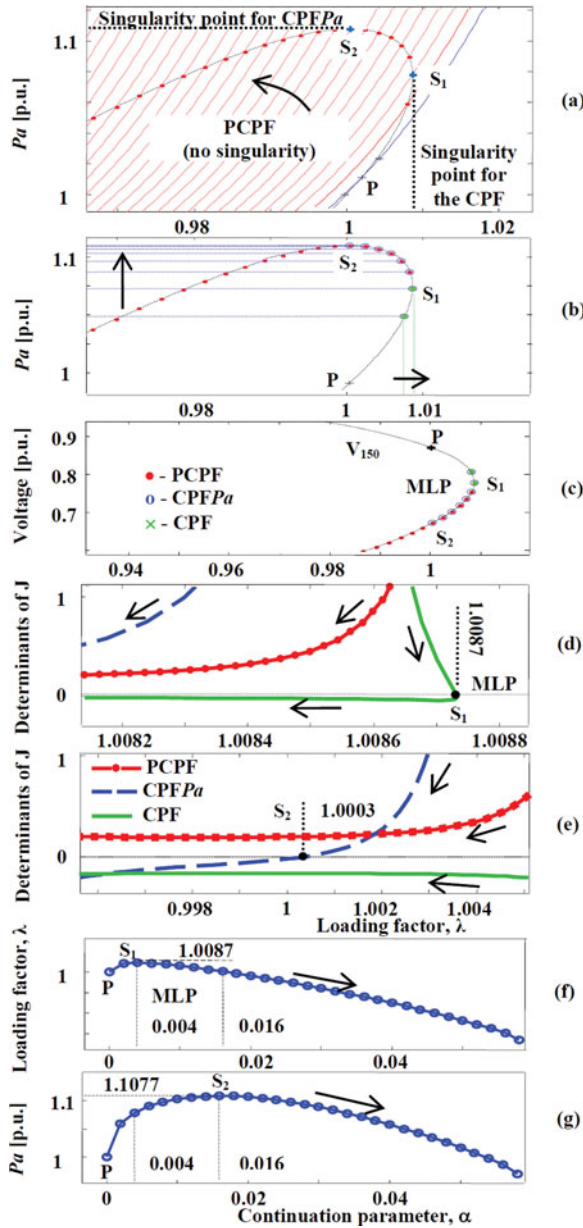 Singularity point for CPFPa
1.1
S2
S1
Pa [p.u.]
PCPF
(no singularity)
Singularity
point for
the CPF
P
1
(a)
0.98
1
1.02
1.1
S2
S1
Pa [p.u.]
P
1
(b)
0.98
1
1.01
0.9
V150
P
Voltage [p.u.]
0.8
0.7
- PCPF
- CPFPa
- CPF
MLP
S1
S2
(c)
0.94
0.96
0.98
1
Determinants of J
1
0
1.0087
MLP
S1
(d)
1.0082
1.0084
1.0086
1.0088
Determinants of J
1
0
PCPF
CPFPa
CPF
S2
1.0003
(e)
0.998
1
1.002
1.004
Loading factor, λ
Loading factor, λ
S1
1.0087
1
P
MLP
0.004
0.016
(f)
0
0.02
0.04
1.1077
S2
Pa [p.u.]
1.1
1
P
0.004
0.016
(g)
0
0.02
0.04
Continuation parameter, α